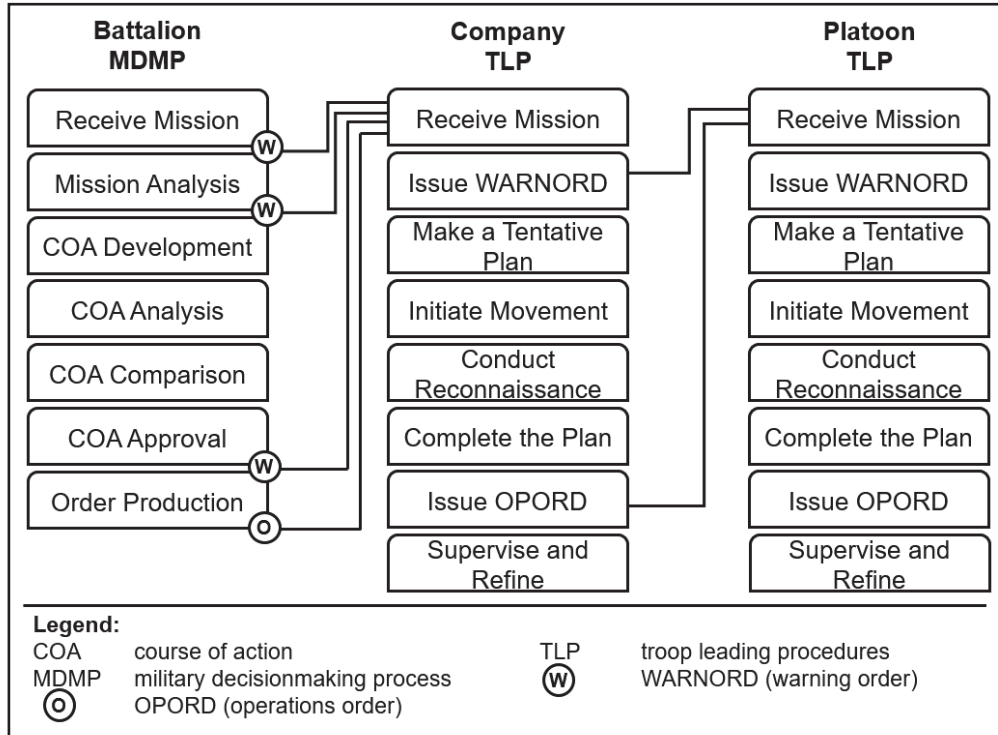 Battalion
MDMP
Receive Mission
W
Mission Analysis
W
COA Development
COA Analysis
COA Comparison
COA Approval
W
Order Production
O
Company
TLP
Receive Mission
Issue WARNORD
Make a Tentative
Plan
Initiate Movement
Conduct
Reconnaissance
Complete the Plan
Issue OPORD
Supervise and
Refine
Platoon
TLP
Receive Mission
Issue WARNORD
Make a Tentative
Plan
Initiate Movement
Conduct
Reconnaissance
Complete the Plan
Issue OPORD
Supervise and
Refine
Legend:
COA course of action
MDMP military decisionmaking process
O OPORD (operations order)
TLP troop leading procedures
W WARNORD (warning order)